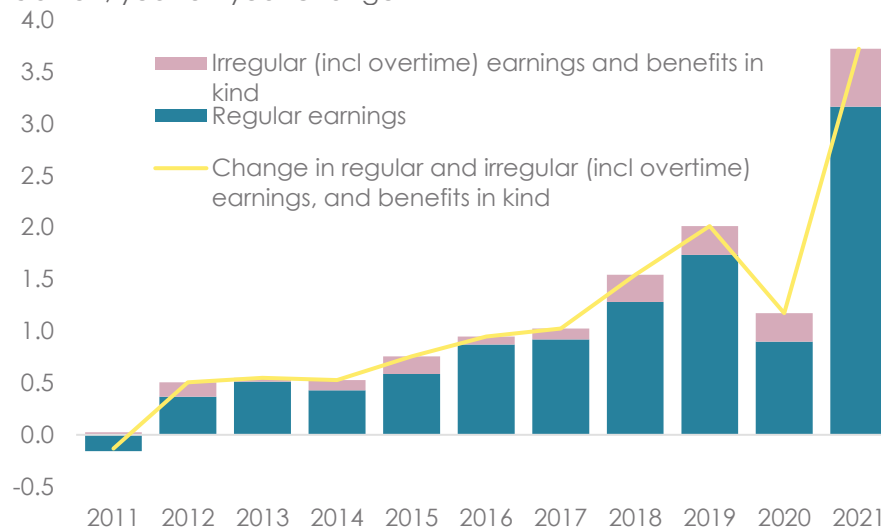 4.0
Irregular (incl overtime) earnings and benefits in
kind
Regular earnings
Change in regular and irregular (incl overtime)
earnings, and benefits in kind
3.5
3.0
2.5
2.0
1.5
1.0
0.5
0.0
-0.5
2011 2012 2013 2014 2015 2016 2017 2018 2019 2020 2021